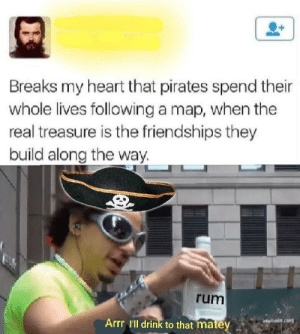 Breaks my heart that pirates spend their
whole lives following a map, when the
real treasure is the friendships they
build along the way.
rum
Arrr I'll drink to that matey